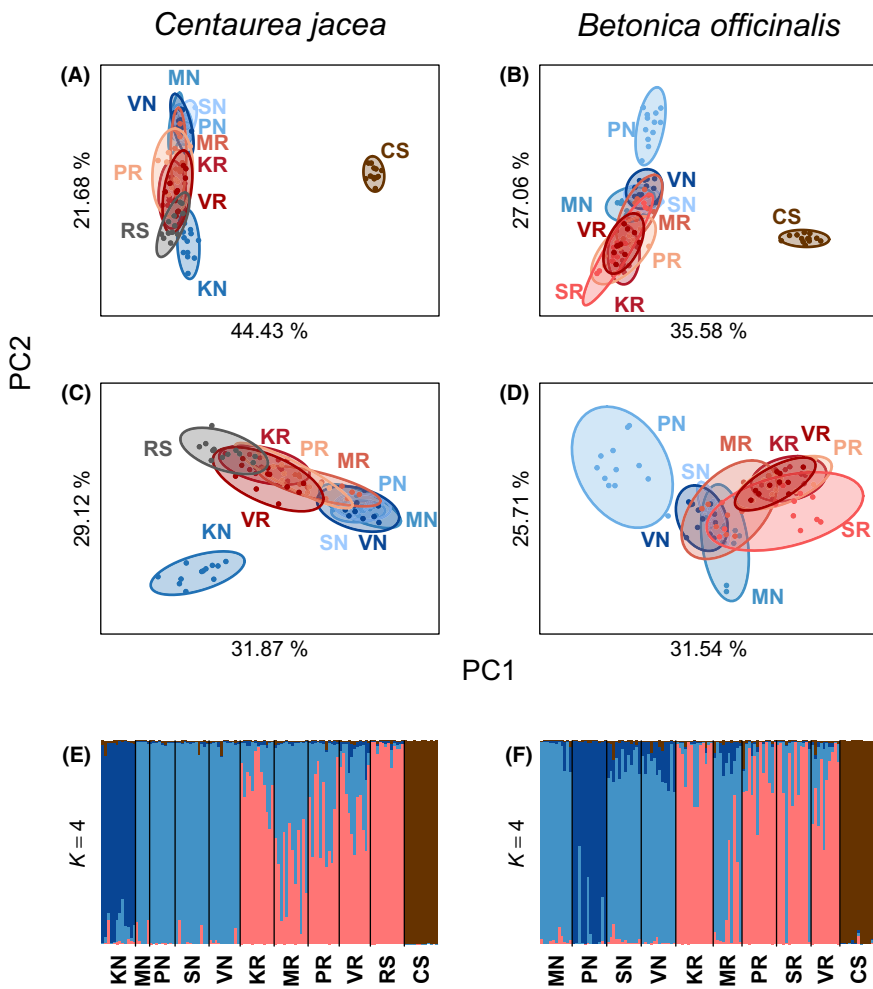 Centaurea jacea
Betonica officinalis
(A)
MN
VN
SN
PN
MR
KR
PR
VR
RS
KN
CS
21.68 %
44.43 %
(B)
PN
VN
MN
SN
VR
MR
PR
SR
KR
CS
27.06 %
35.58 %
PC2
(C)
RS
KR
PR
MR
PN
MN
VR
SN
VN
KN
29.12 %
31.87 %
(D)
PN
SN
MR
KR
VR
PR
VN
SR
MN
25.71 %
31.54 %
PC1
(E)
K = 4
KN MN PN SN VN KR MR PR VR RS CS
(F)
K = 4
MN PN SN VN KR MR PR SR VR CS